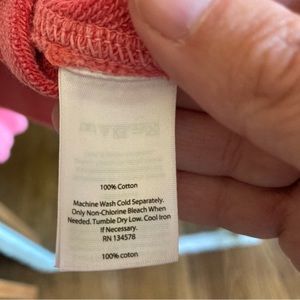 100% Cotton
Machine Wash Cold Separately.
Only Non-Chlorine Bleach When
Needed. Tumble Dry Low. Cool Iron
If Necessary.
RN 134578
100% coton